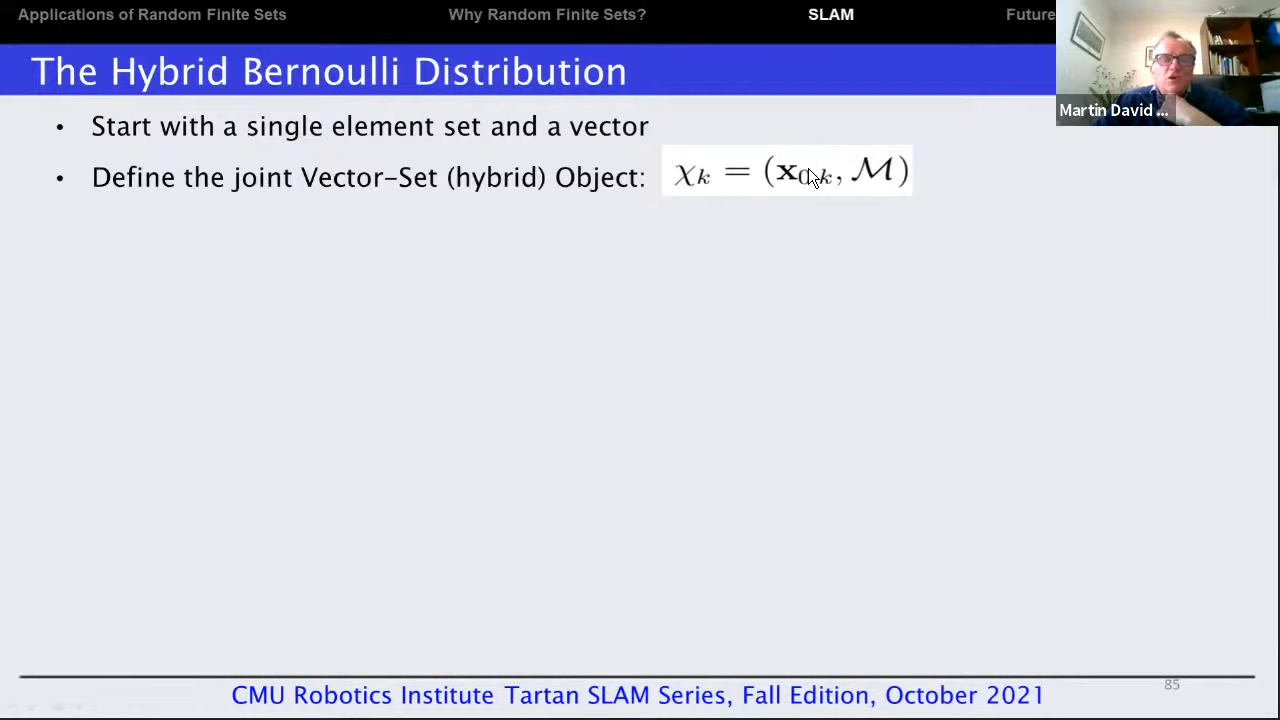 Applications of Random Finite Sets Why Random Finite Sets? SLAM Future
The Hybrid Bernoulli Distribution
Martin David ...
• Start with a single element set and a vector
• Define the joint Vector-Set (hybrid) Object: χₖ = (x₀:ₖ, ℳ)
CMU Robotics Institute Tartan SLAM Series, Fall Edition, October 2021
85